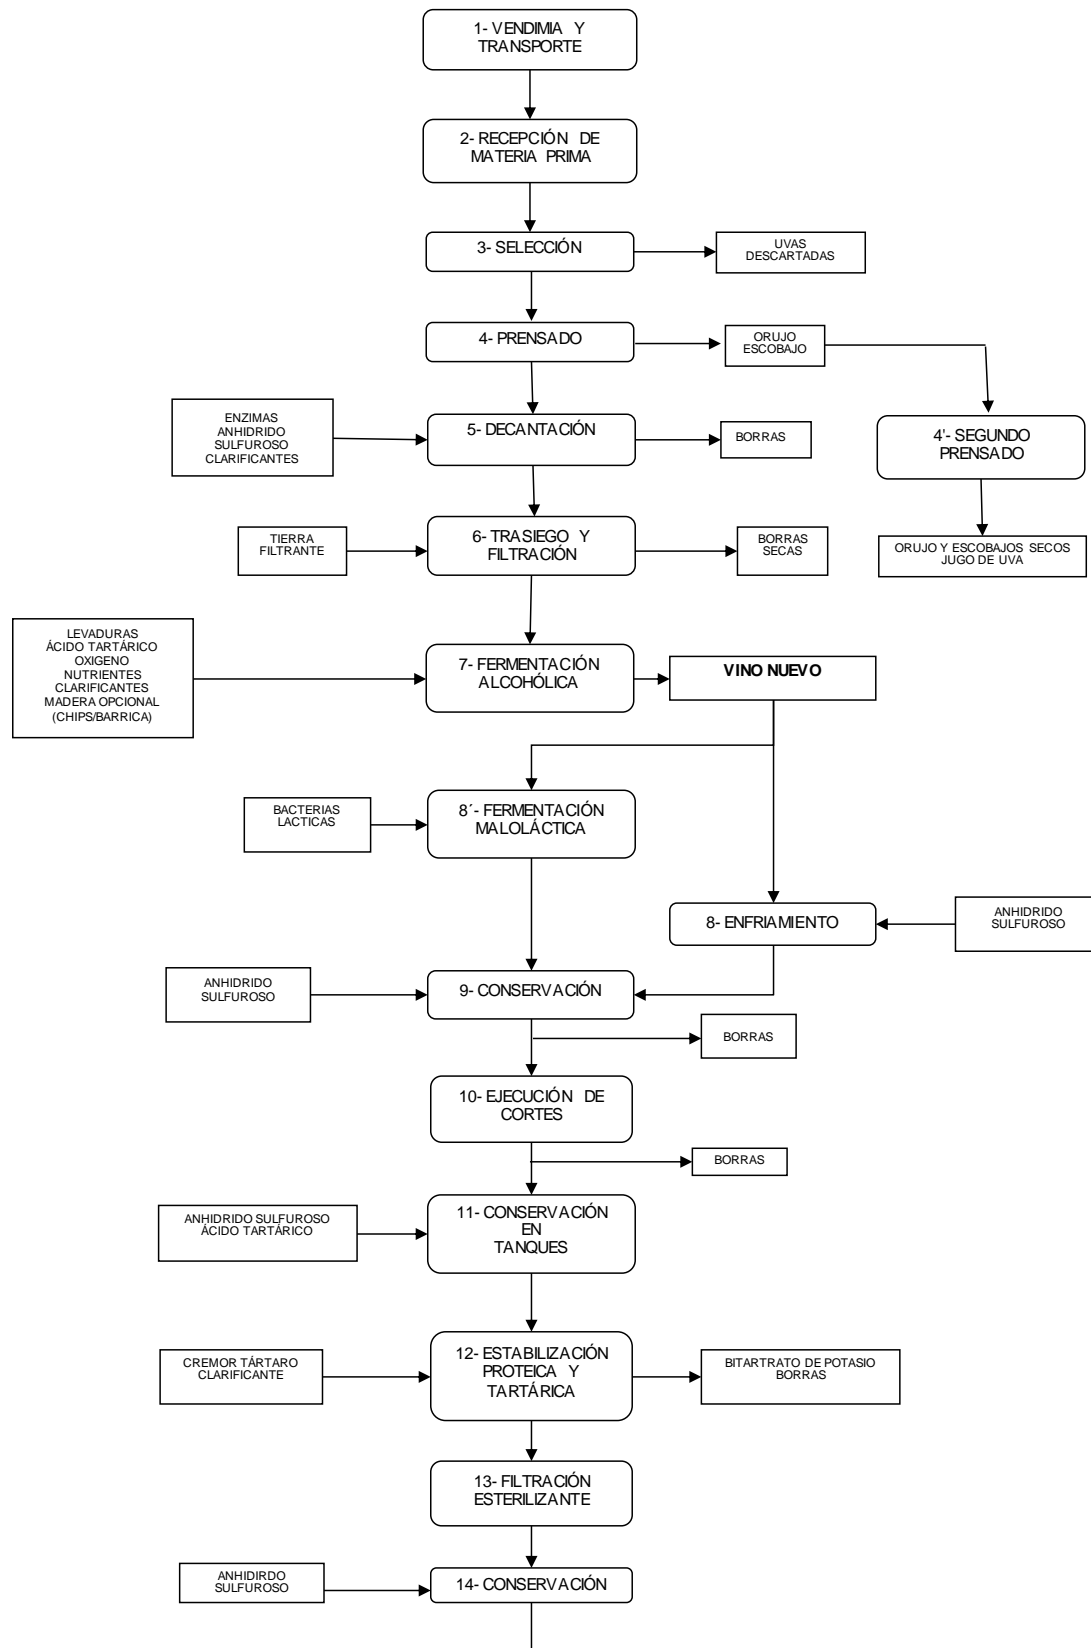 1- VENDIMIA Y
TRANSPORTE
2- RECEPCIÓN DE
MATERIA PRIMA
3- SELECCIÓN
UVAS
DESCARTADAS
4- PRENSADO
ORUJO
ESCOBAJO
ENZIMAS
ANHIDRIDO
SULFUROSO
CLARIFICANTES
5- DECANTACIÓN
BORRAS
4'- SEGUNDO
PRENSADO
TIERRA
FILTRANTE
6- TRASIEGO Y
FILTRACIÓN
BORRAS
SECAS
ORUJO Y ESCOBAJOS SECOS
JUGO DE UVA
LEVADURAS
ÁCIDO TARTÁRICO
OXIGENO
NUTRIENTES
CLARIFICANTES
MADERA OPCIONAL
(CHIPS/BARRICA)
7- FERMENTACIÓN
ALCOHÓLICA
VINO NUEVO
BACTERIAS
LACTICAS
8´- FERMENTACIÓN
MALOLÁCTICA
8- ENFRIAMIENTO
ANHIDRIDO
SULFUROSO
ANHIDRIDO
SULFUROSO
9- CONSERVACIÓN
BORRAS
10- EJECUCIÓN DE
CORTES
BORRAS
ANHIDRIDO SULFUROSO
ÁCIDO TARTÁRICO
11- CONSERVACIÓN
EN
TANQUES
CREMOR TÁRTARO
CLARIFICANTE
12- ESTABILIZACIÓN
PROTEICA Y
TARTÁRICA
BITARTRATO DE POTASIO
BORRAS
13- FILTRACIÓN
ESTERILIZANTE
ANHIDIRDO
SULFUROSO
14- CONSERVACIÓN